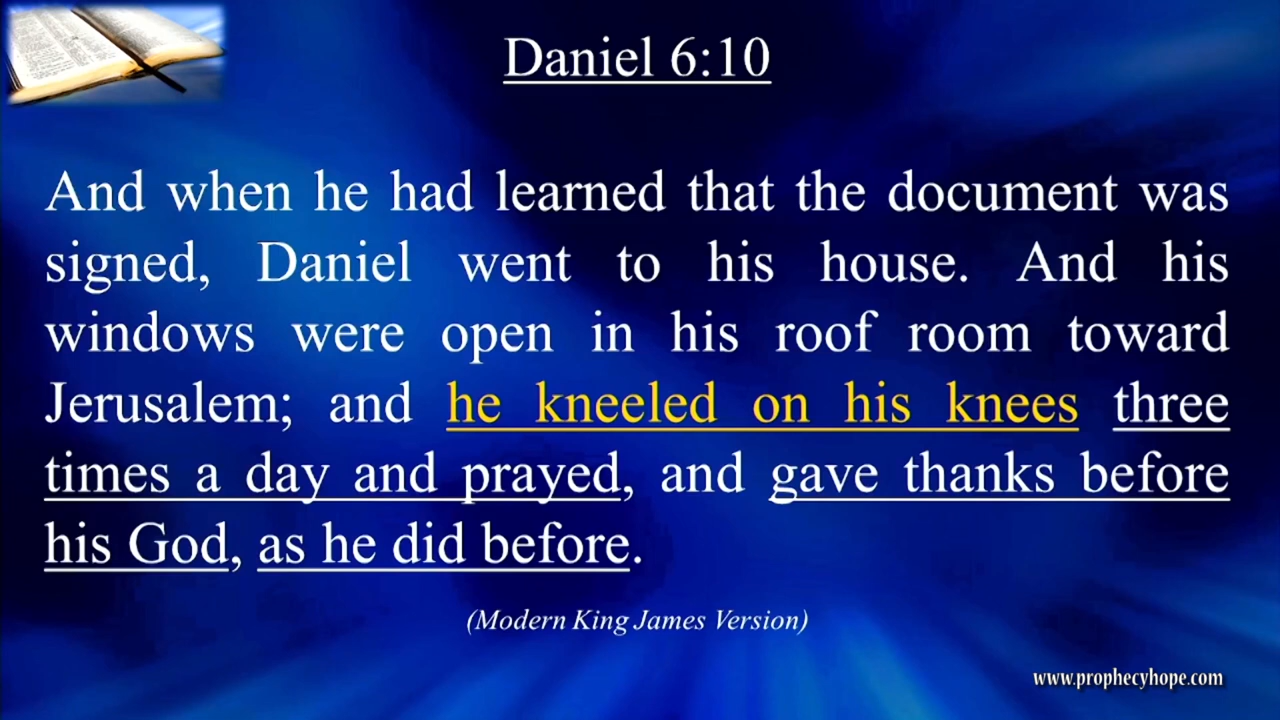 Daniel 6:10
And when he had learned that the document was
signed, Daniel went to his house. And his
windows were open in his roof room toward
Jerusalem; and he kneeled on his knees three
times a day and prayed, and gave thanks before
his God, as he did before.
(Modern King James Version)
www.prophecyhope.com